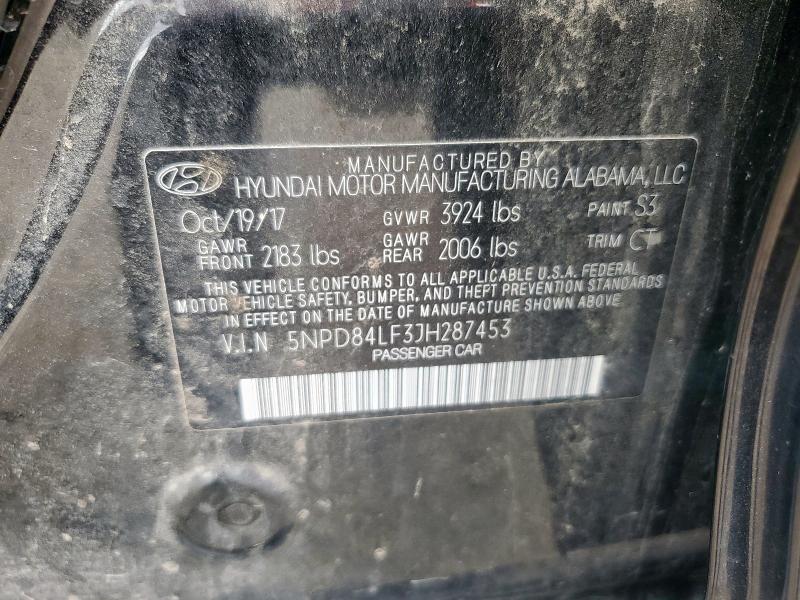 MANUFACTURED BY
HYUNDAI MOTOR MANUFACTURING ALABAMA, LLC
Oct/19/17 GVWR 3924 lbs PAINT S3
GAWR FRONT 2183 lbs GAWR REAR 2006 lbs TRIM CT
THIS VEHICLE CONFORMS TO ALL APPLICABLE U.S.A. FEDERAL
MOTOR VEHICLE SAFETY, BUMPER, AND THEFT PREVENTION STANDARDS
IN EFFECT ON THE DATE OF MANUFACTURE SHOWN ABOVE
V.I.N 5NPD84LF3JH287453
PASSENGER CAR